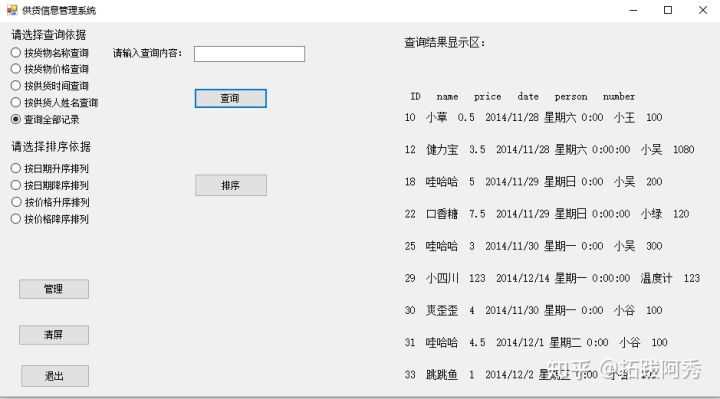 供货信息管理系统
请选择查询依据
按货物名称查询
按货物价格查询
按供货时间查询
按供货人姓名查询
查询全部记录
请选择排序依据
按日期升序排列
按日期降序排列
按价格升序排列
按价格降序排列
管理
清屏
退出
请输入查询内容:
查询
排序
查询结果显示区:
ID name price date person number
10 小草 0.5 2014/11/28 星期六 0:00 小王 100
12 健力宝 3.5 2014/11/28 星期六 0:00:00 小吴 1080
18 哇哈哈 5 2014/11/29 星期日 0:00 小吴 200
22 口香糖 7.5 2014/11/29 星期日 0:00:00 小绿 120
25 哇哈哈 3 2014/11/30 星期一 0:00 小吴 300
29 小四川 123 2014/12/14 星期一 0:00:00 温度计 123
30 爽歪歪 4 2014/11/30 星期一 0:00 小谷 100
31 哇哈哈 4.5 2014/12/1 星期二 0:00 小谷 100
33 跳跳鱼 1 2014/12/2 星期三 0:00 小谷 100
知乎 @拓跋阿秀